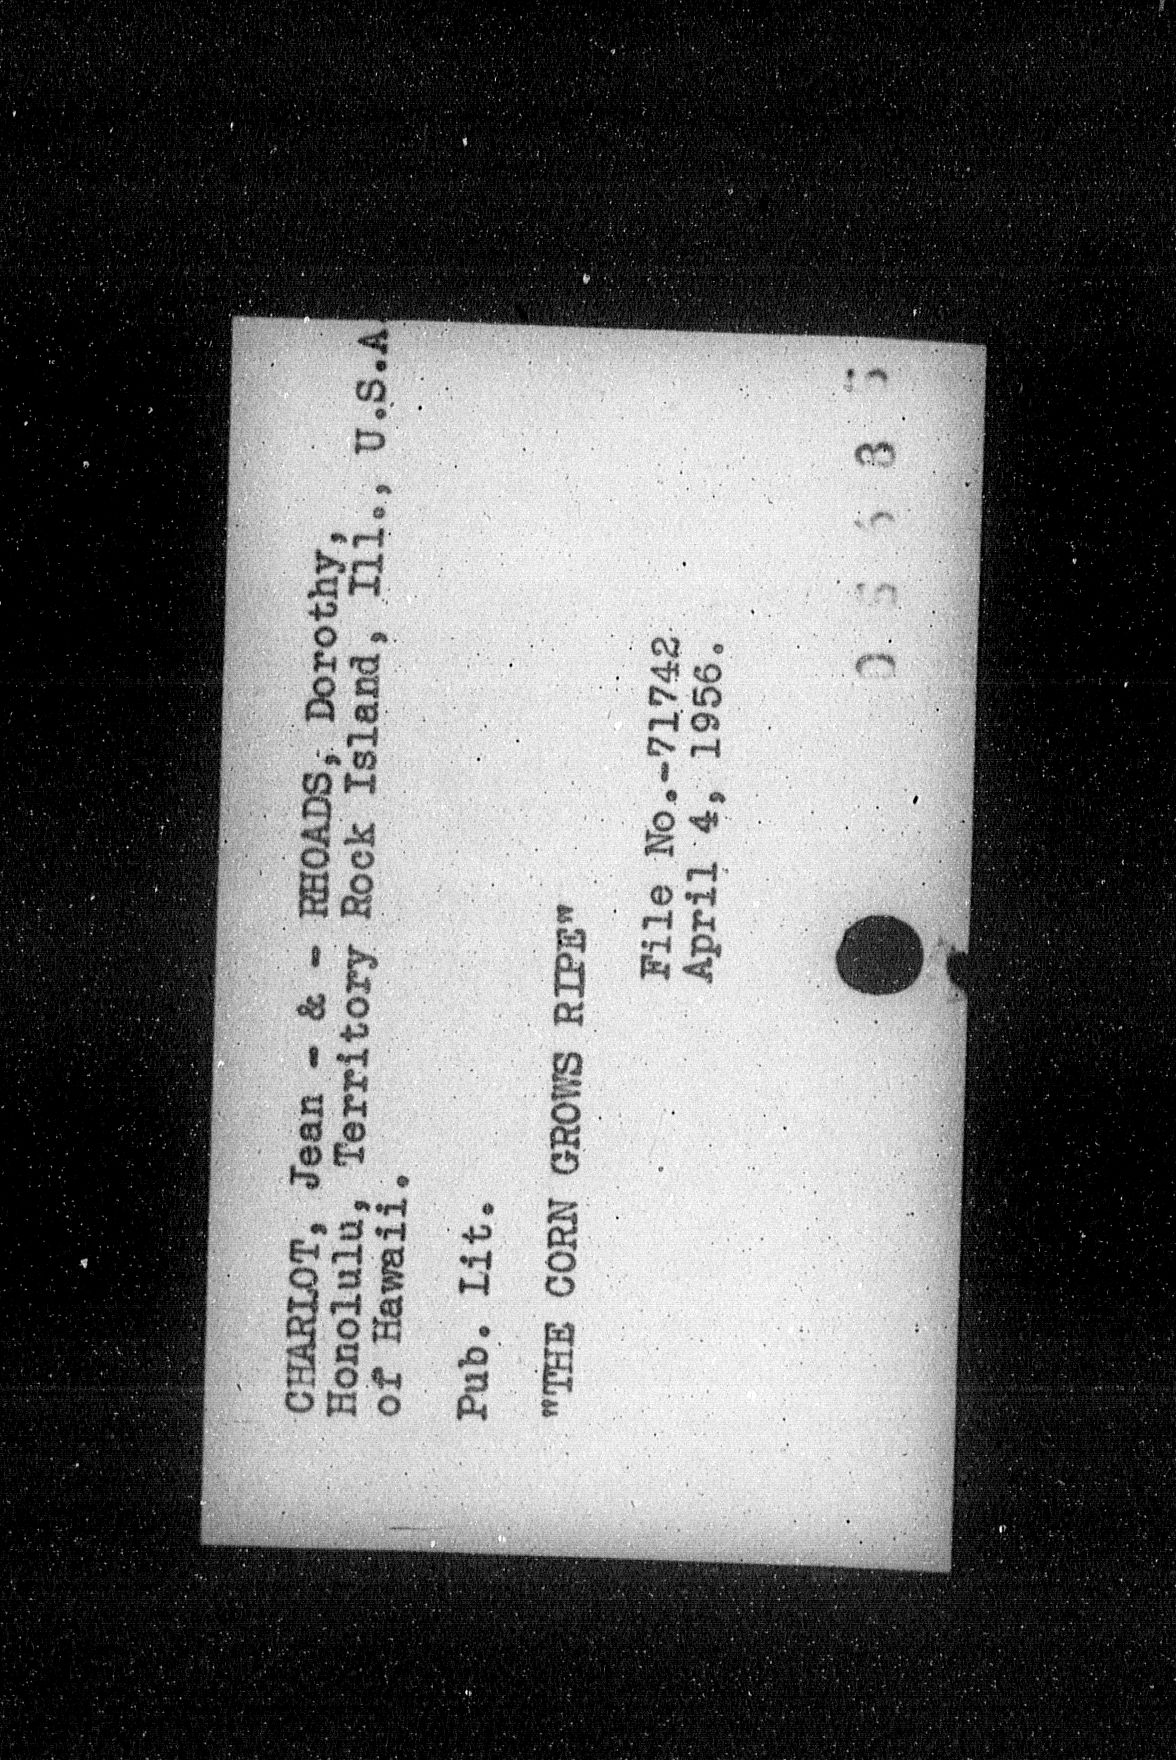 CHARLOT, Jean - & - RHOADS, Dorothy,
Honolulu, Territory Rock Island, Ill., U.S.A
of Hawaii.
Pub. Lit.
"THE CORN GROWS RIPE"
File No.-71742
April 4, 1956.